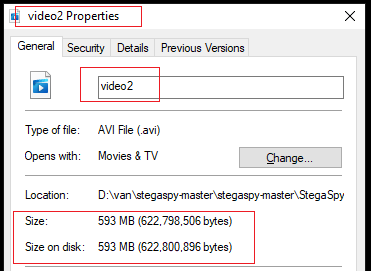 video2 Properties
General Security Details Previous Versions
video2
Type of file: AVI File (.avi)
Opens with: Movies & TV Change...
Location: D:\van\stegaspy-master\stegaspy-master\StegaSpy
Size: 593 MB (622,798,506 bytes)
Size on disk: 593 MB (622,800,896 bytes)